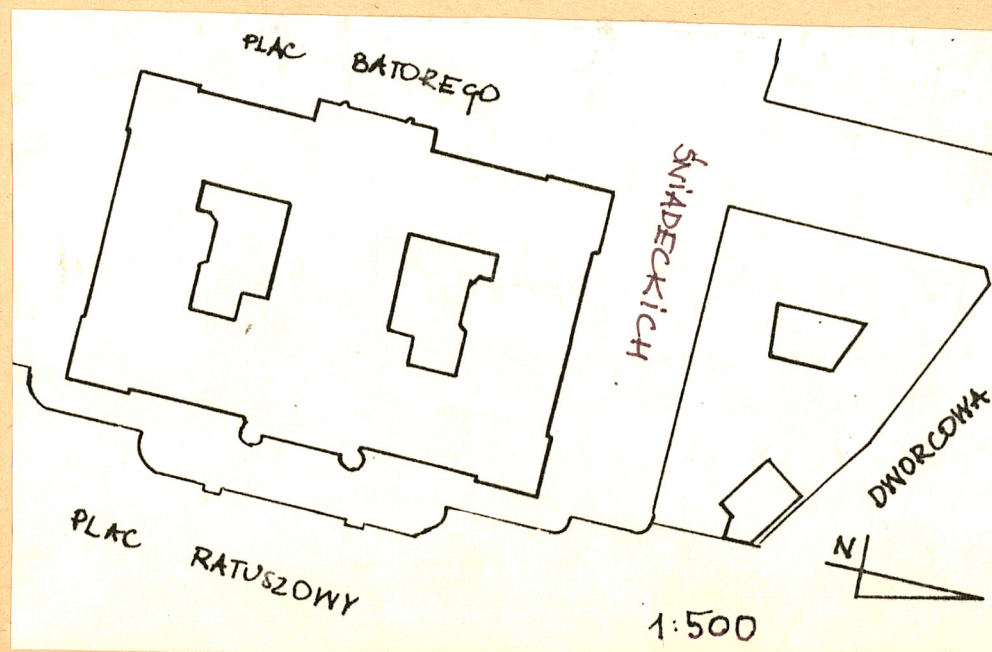 PLAC BATOREGO
ŚNIADECKICH
DWORCOWA
PLAC RATUSZOWY
N
1:500